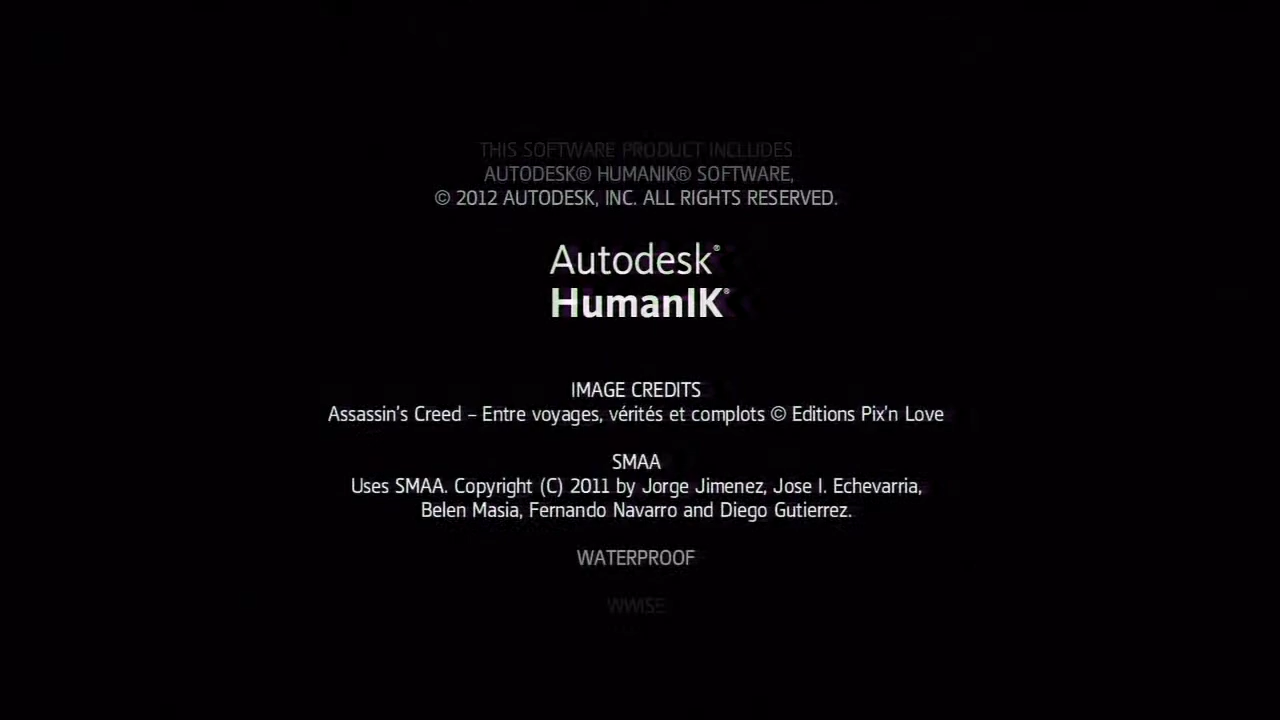 THIS SOFTWARE PRODUCT INCLUDES
AUTODESK® HUMANIK® SOFTWARE,
© 2012 AUTODESK, INC. ALL RIGHTS RESERVED.
Autodesk®
HumanIK®
IMAGE CREDITS
Assassin's Creed – Entre voyages, vérités et complots © Editions Pix'n Love
SMAA
Uses SMAA. Copyright (C) 2011 by Jorge Jimenez, Jose I. Echevarria,
Belen Masia, Fernando Navarro and Diego Gutierrez.
WATERPROOF
WWISE